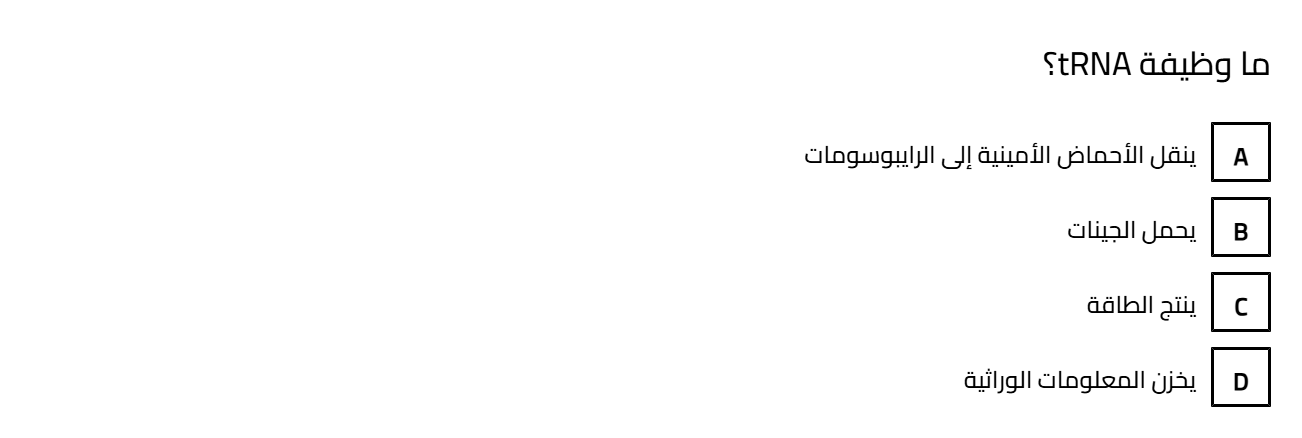 ما وظيفة tRNA؟
A ينقل الأحماض الأمينية إلى الرايبوسومات
B يحمل الجينات
C ينتج الطاقة
D يخزن المعلومات الوراثية